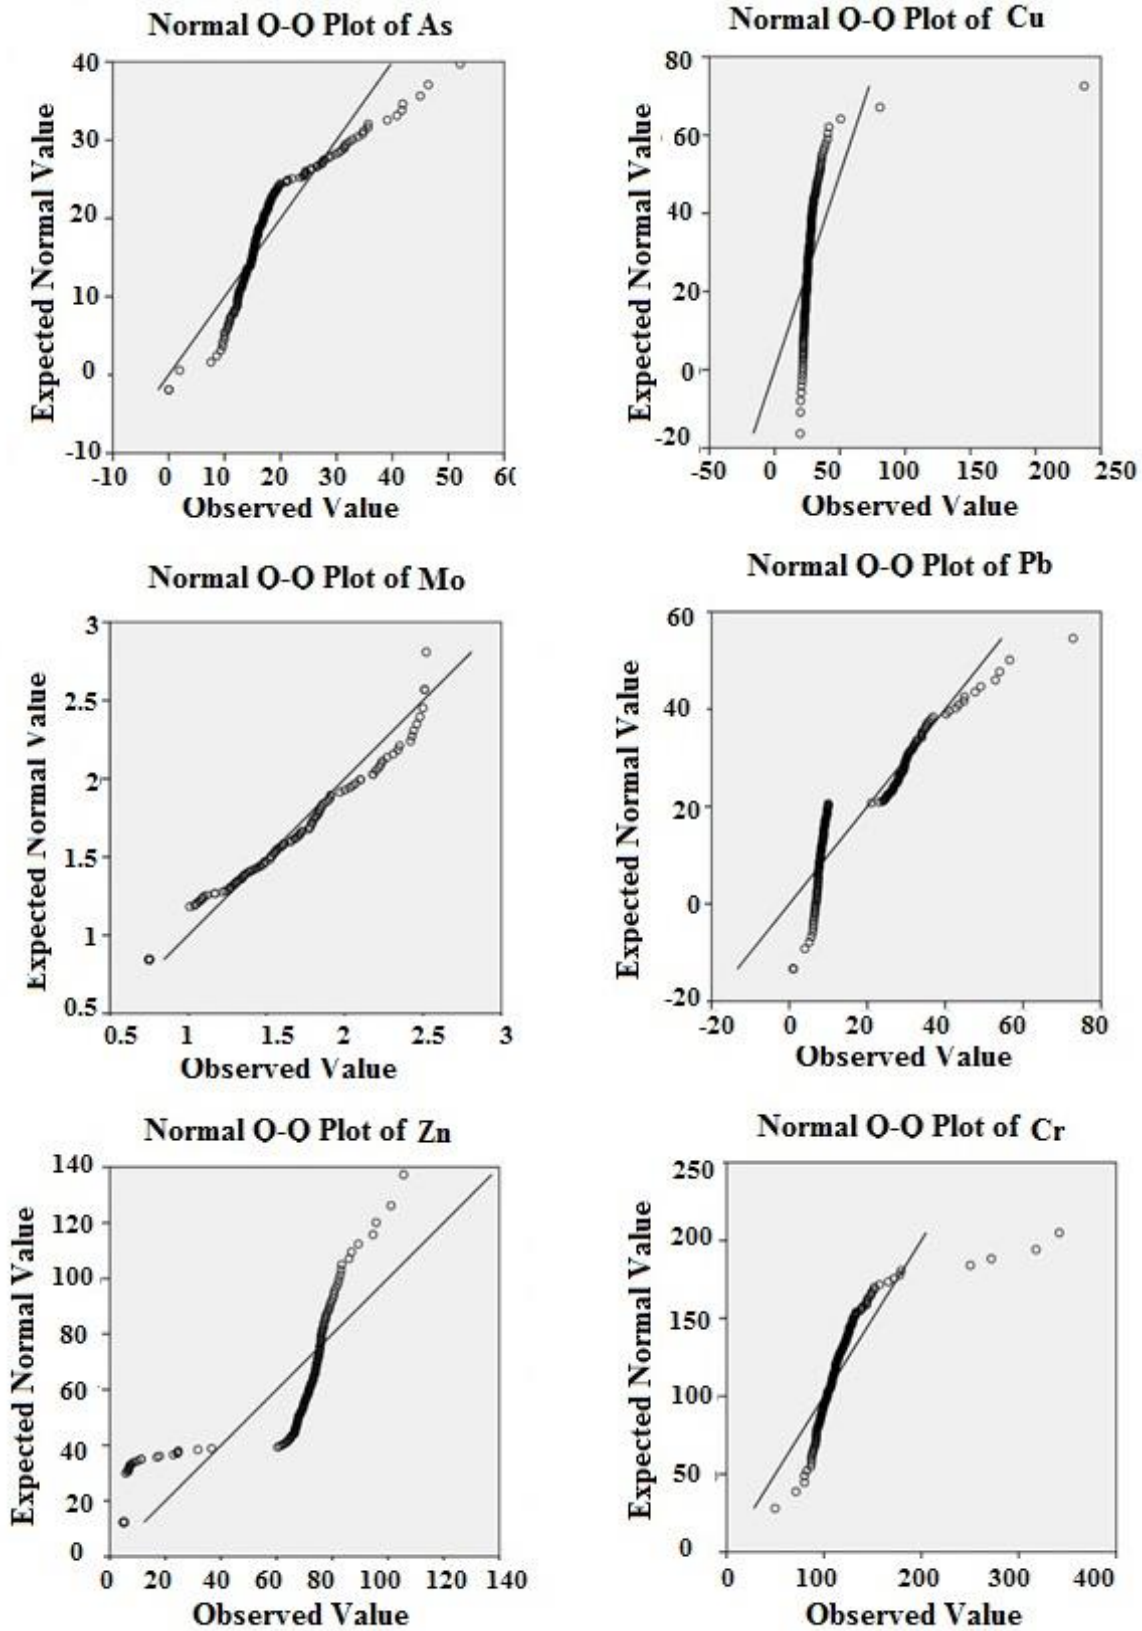 Normal Q-Q Plot of As
40
30
20
10
0
-10
-10 0 10 20 30 40 50 60
Expected Normal Value
Observed Value
Normal Q-Q Plot of Cu
80
60
40
20
0
-20
-50 0 50 100 150 200 250
Expected Normal Value
Observed Value
Normal Q-Q Plot of Mo
3
2.5
2
1.5
1
0.5
0.5 1 1.5 2 2.5 3
Expected Normal Value
Observed Value
Normal Q-Q Plot of Pb
60
40
20
0
-20
-20 0 20 40 60 80
Expected Normal Value
Observed Value
Normal Q-Q Plot of Zn
140
120
100
80
60
40
20
0
0 20 40 60 80 100 120 140
Expected Normal Value
Observed Value
Normal Q-Q Plot of Cr
250
200
150
100
50
0
0 100 200 300 400
Expected Normal Value
Observed Value